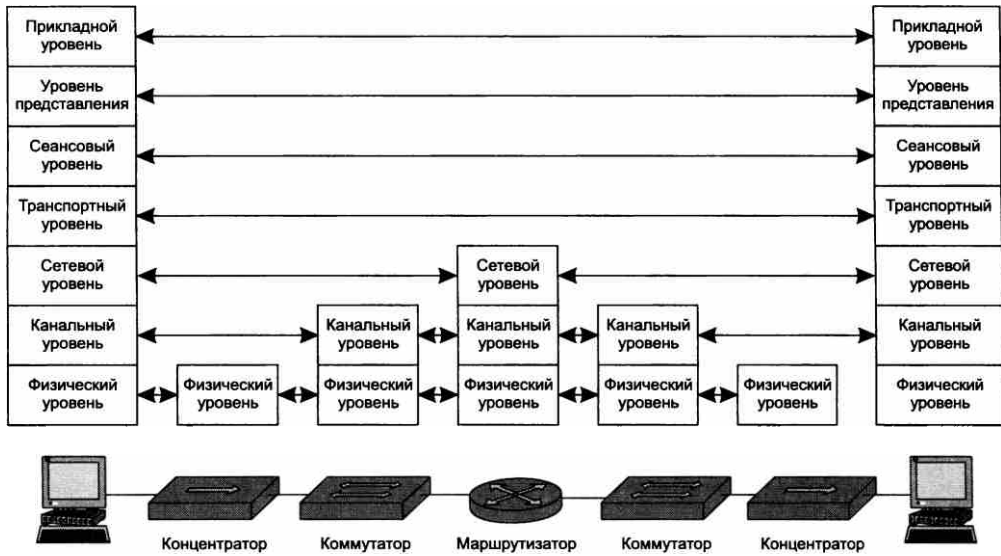 Прикладной
уровень
Прикладной
уровень
Уровень
представления
Уровень
представления
Сеансовый
уровень
Сеансовый
уровень
Транспортный
уровень
Транспортный
уровень
Сетевой
уровень
Сетевой
уровень
Сетевой
уровень
Канальный
уровень
Канальный
уровень
Канальный
уровень
Канальный
уровень
Канальный
уровень
Физический
уровень
Физический
уровень
Физический
уровень
Физический
уровень
Физический
уровень
Физический
уровень
Физический
уровень
Концентратор
Коммутатор
Маршрутизатор
Коммутатор
Концентратор